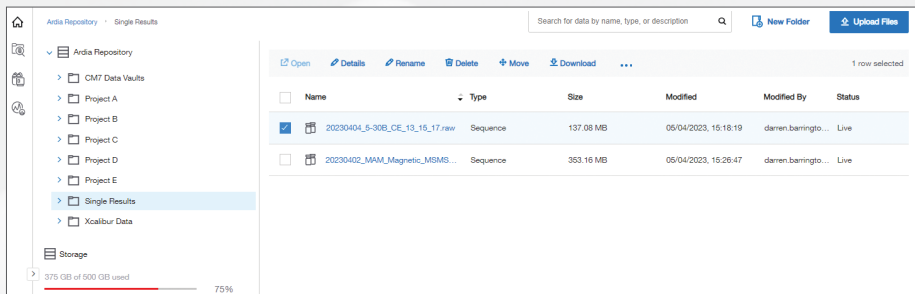 Ardia Repository › Single Results
Search for data by name, type, or description
New Folder
Upload Files
Ardia Repository
CM7 Data Vaults
Project A
Project B
Project C
Project D
Project E
Single Results
Xcalibur Data
Storage
375 GB of 500 GB used
75%
Open Details Rename Delete Move Download ... 1 row selected
Name Type Size Modified Modified By Status
20230404_5-30B_CE_13_15_17.raw Sequence 137.08 MB 05/04/2023, 15:18:19 darren.barringto... Live
20230402_MAM_Magnetic_MSMS... Sequence 353.16 MB 05/04/2023, 15:26:47 darren.barringto... Live